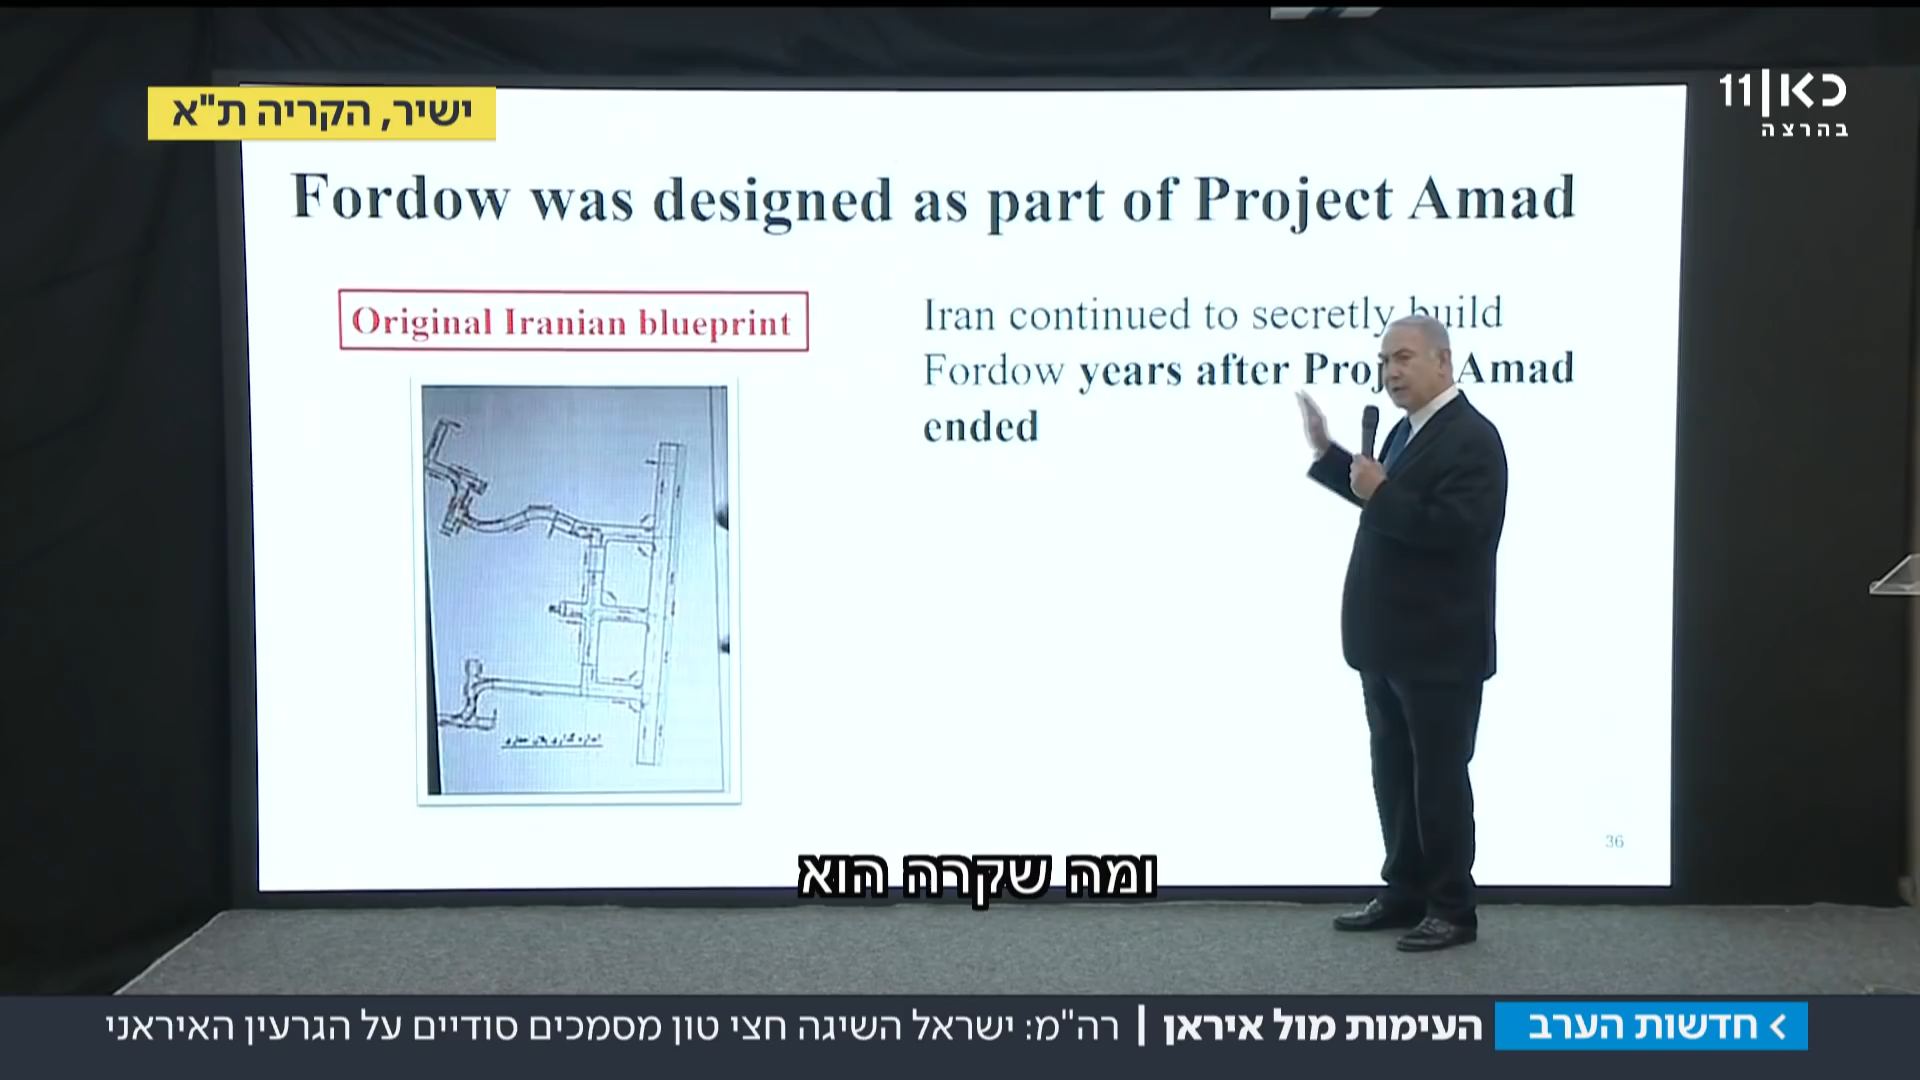 ישיר, הקריה ת"א
כאן|11
בהרצה
Fordow was designed as part of Project Amad
Original Iranian blueprint
Iran continued to secretly build
Fordow years after Project Amad
ended
36
ומה שקרה הוא
חדשות הערב
העימות מול איראן | רה"מ: ישראל השיגה חצי טון מסמכים סודיים על הגרעין האיראני